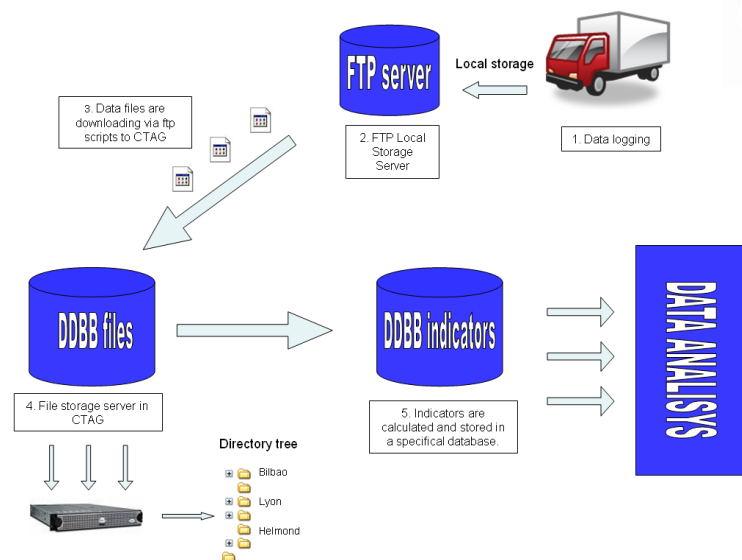 FTP server
Local storage
1. Data logging
2. FTP Local
Storage
Server
3. Data files are
downloading via ftp
scripts to CTAG
DDBB files
4. File storage server in
CTAG
DDBB indicators
5. Indicators are
calculated and stored in
a specifical database.
DATA ANALISYS
Directory tree
Bilbao
Lyon
Helmond